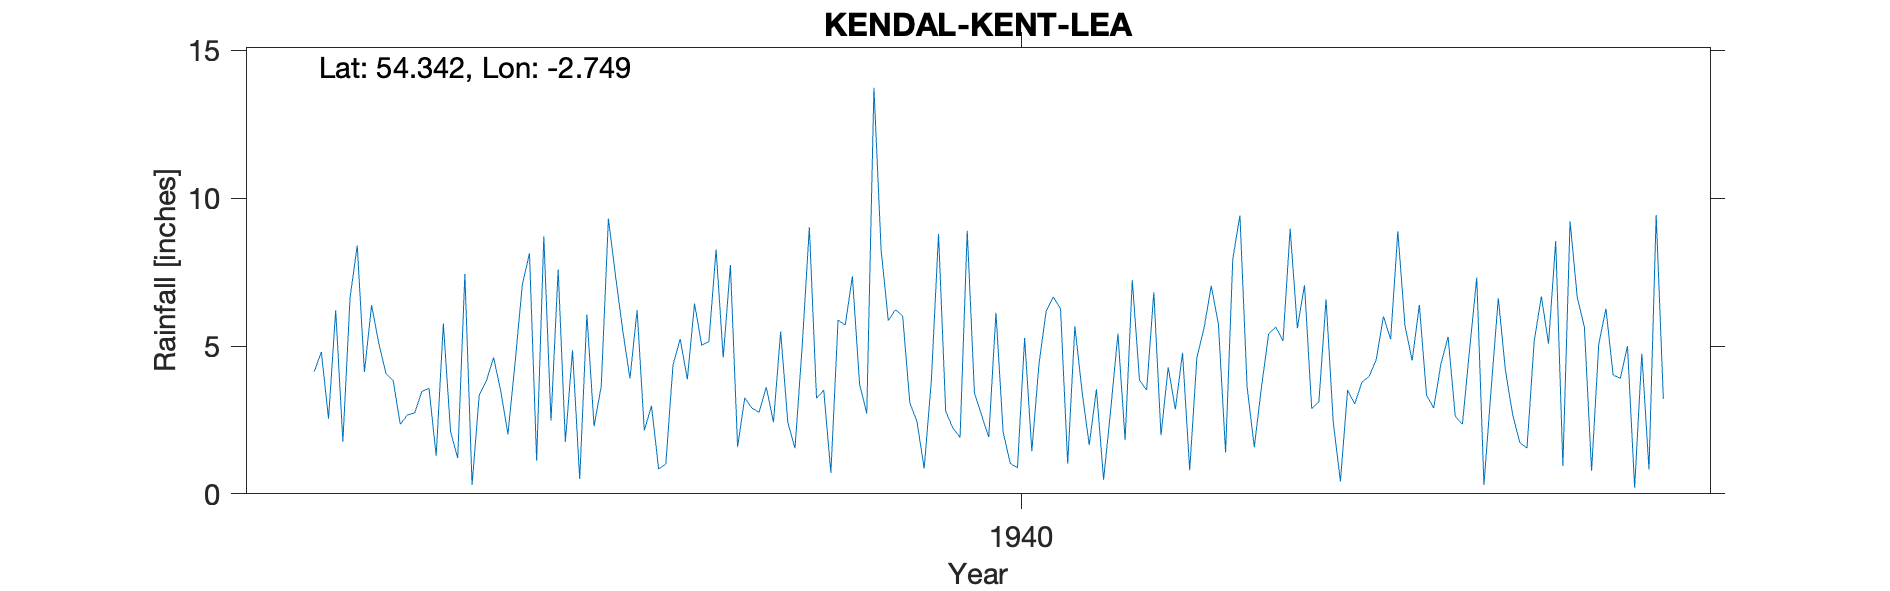 KENDAL-KENT-LEA
Lat: 54.342, Lon: -2.749
15
10
5
0
Rainfall [inches]
1940
Year